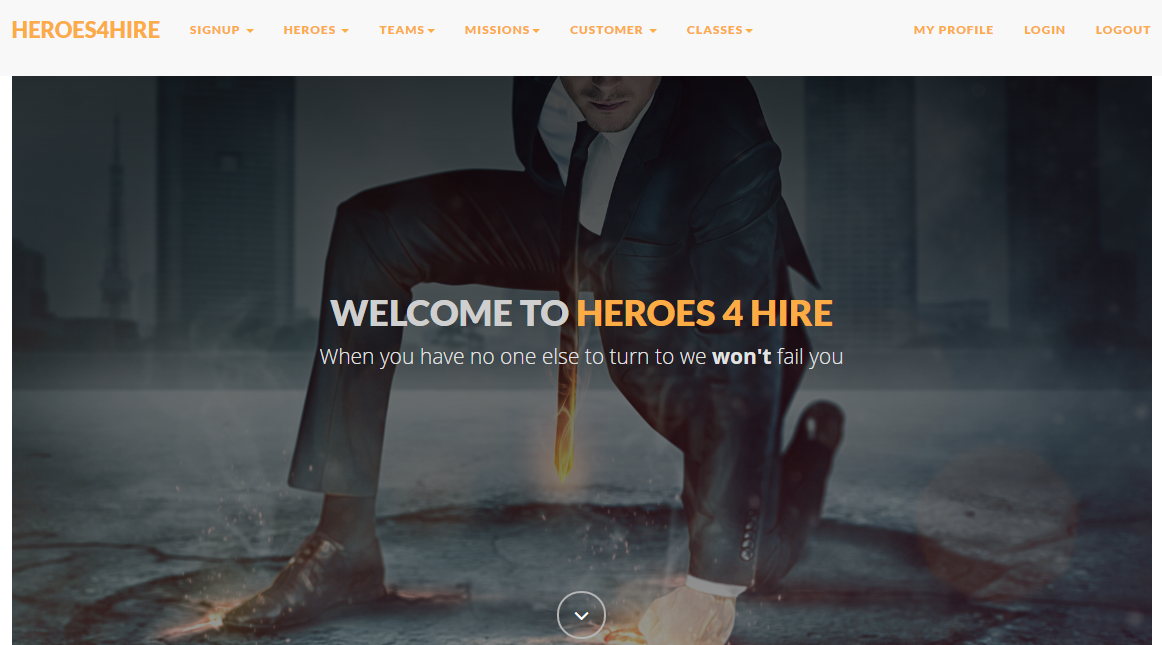 HEROES4HIRE SIGNUP HEROES TEAMS MISSIONS CUSTOMER CLASSES MY PROFILE LOGIN LOGOUT
WELCOME TO HEROES 4 HIRE
When you have no one else to turn to we won't fail you